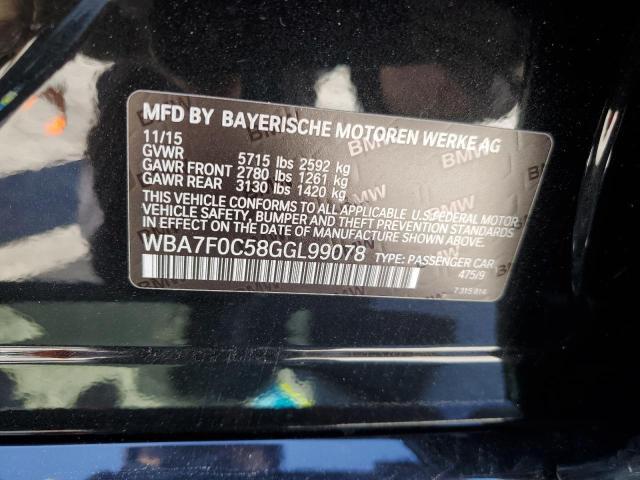 MFD BY BAYERISCHE MOTOREN WERKE AG
11/15
GVWR 5715 lbs 2592 kg
GAWR FRONT 2780 lbs 1261 kg
GAWR REAR 3130 lbs 1420 kg
THIS VEHICLE CONFORMS TO ALL APPLICABLE U.S. FEDERAL MOTOR
VEHICLE SAFETY, BUMPER AND THEFT PREVENTION STANDARDS
IN EFFECT ON THE DATE OF MANUFACTURE SHOWN ABOVE.
WBA7F0C58GGL99078 TYPE: PASSENGER CAR
475/9
7315814